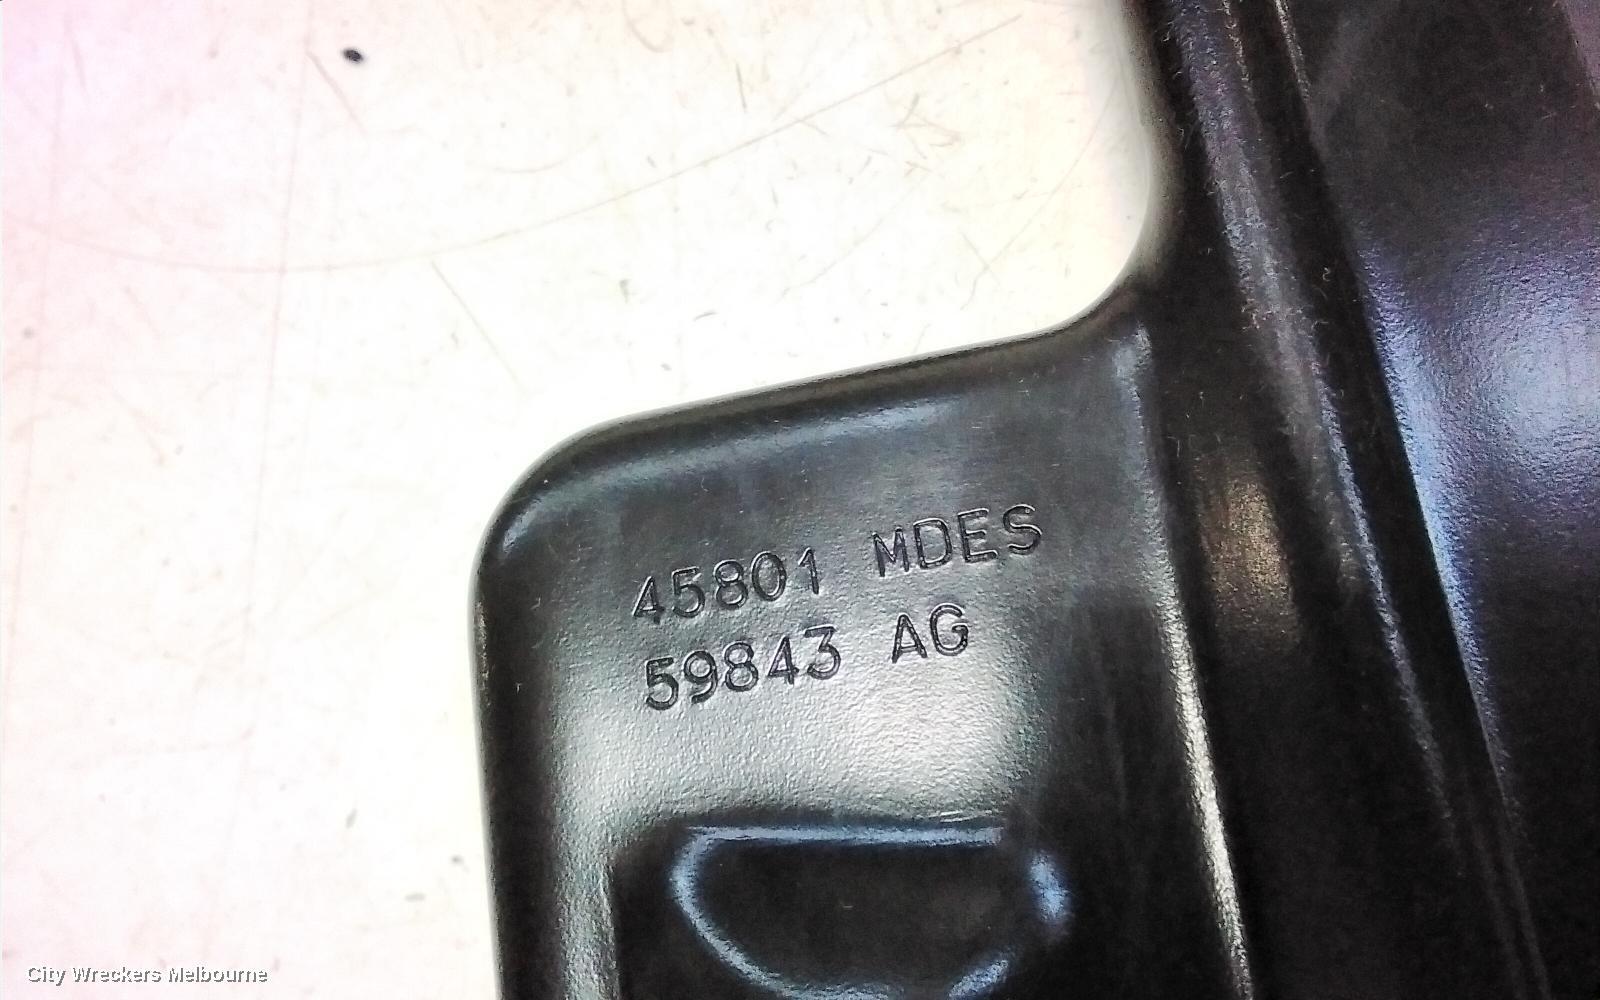 45801 MDES
59843 AG
City Wreckers Melbourne